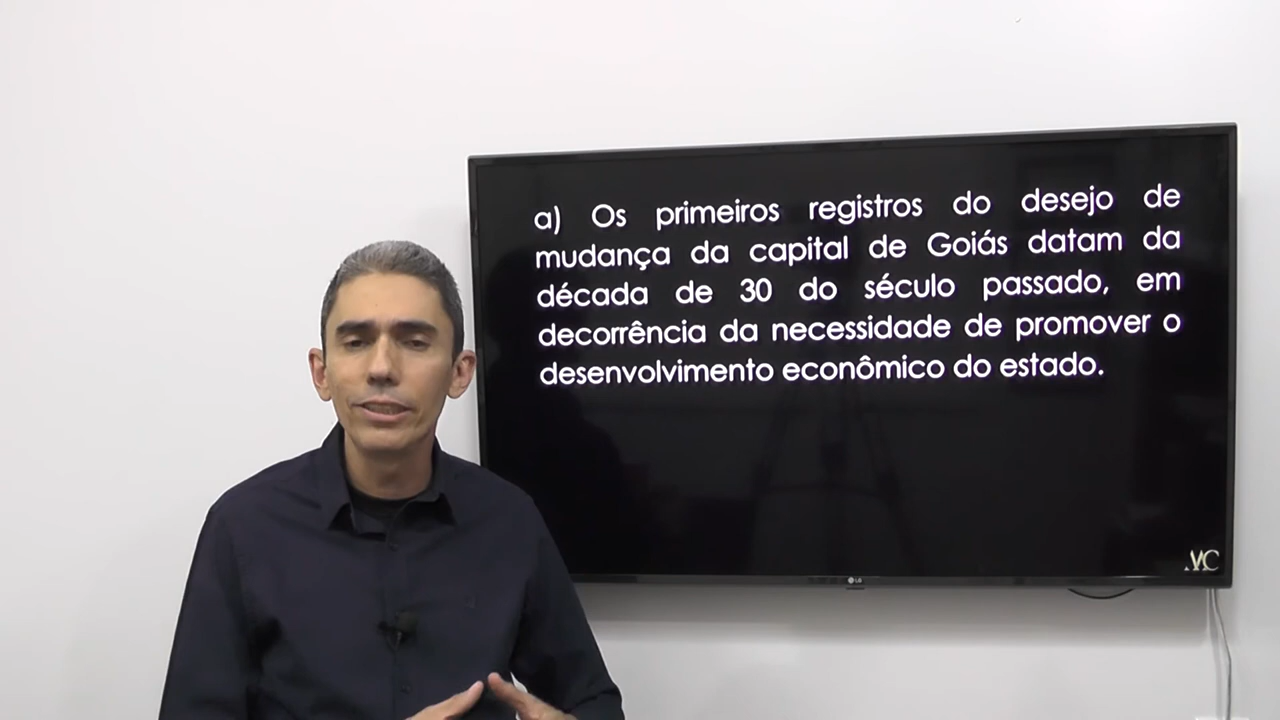 a) Os primeiros registros do desejo de
mudança da capital de Goiás datam da
década de 30 do século passado, em
decorrência da necessidade de promover o
desenvolvimento econômico do estado.
MC
LG